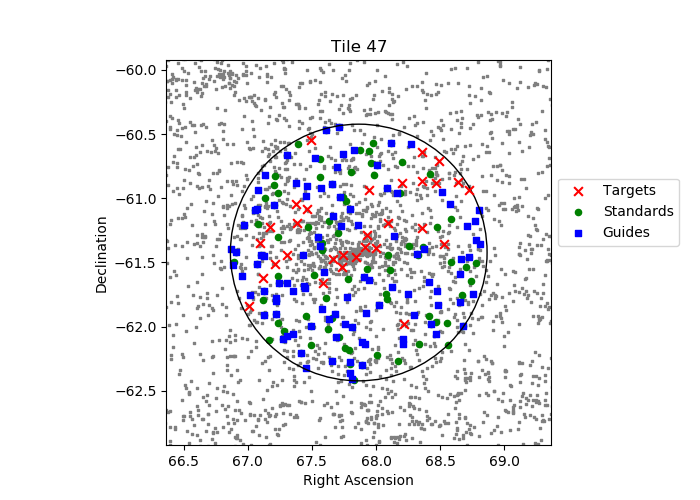 Tile 47
−60.0
−60.5
−61.0
−61.5
−62.0
−62.5
Declination
66.5 67.0 67.5 68.0 68.5 69.0
Right Ascension
Targets
Standards
Guides